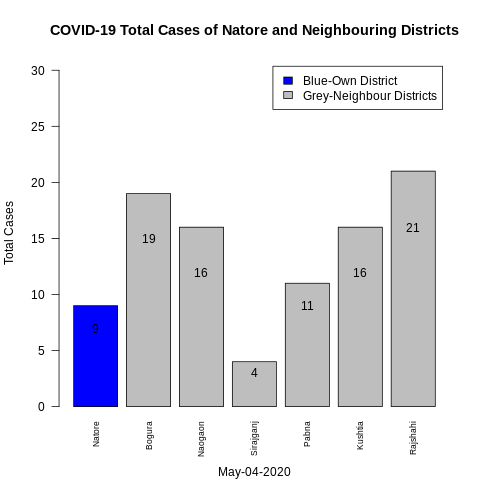 COVID-19 Total Cases of Natore and Neighbouring Districts
Blue-Own District
Grey-Neighbour Districts
Total Cases
30
25
20
15
10
5
0
9
19
16
4
11
16
21
Natore
Bogura
Naogaon
Sirajganj
Pabna
Kushtia
Rajshahi
May-04-2020